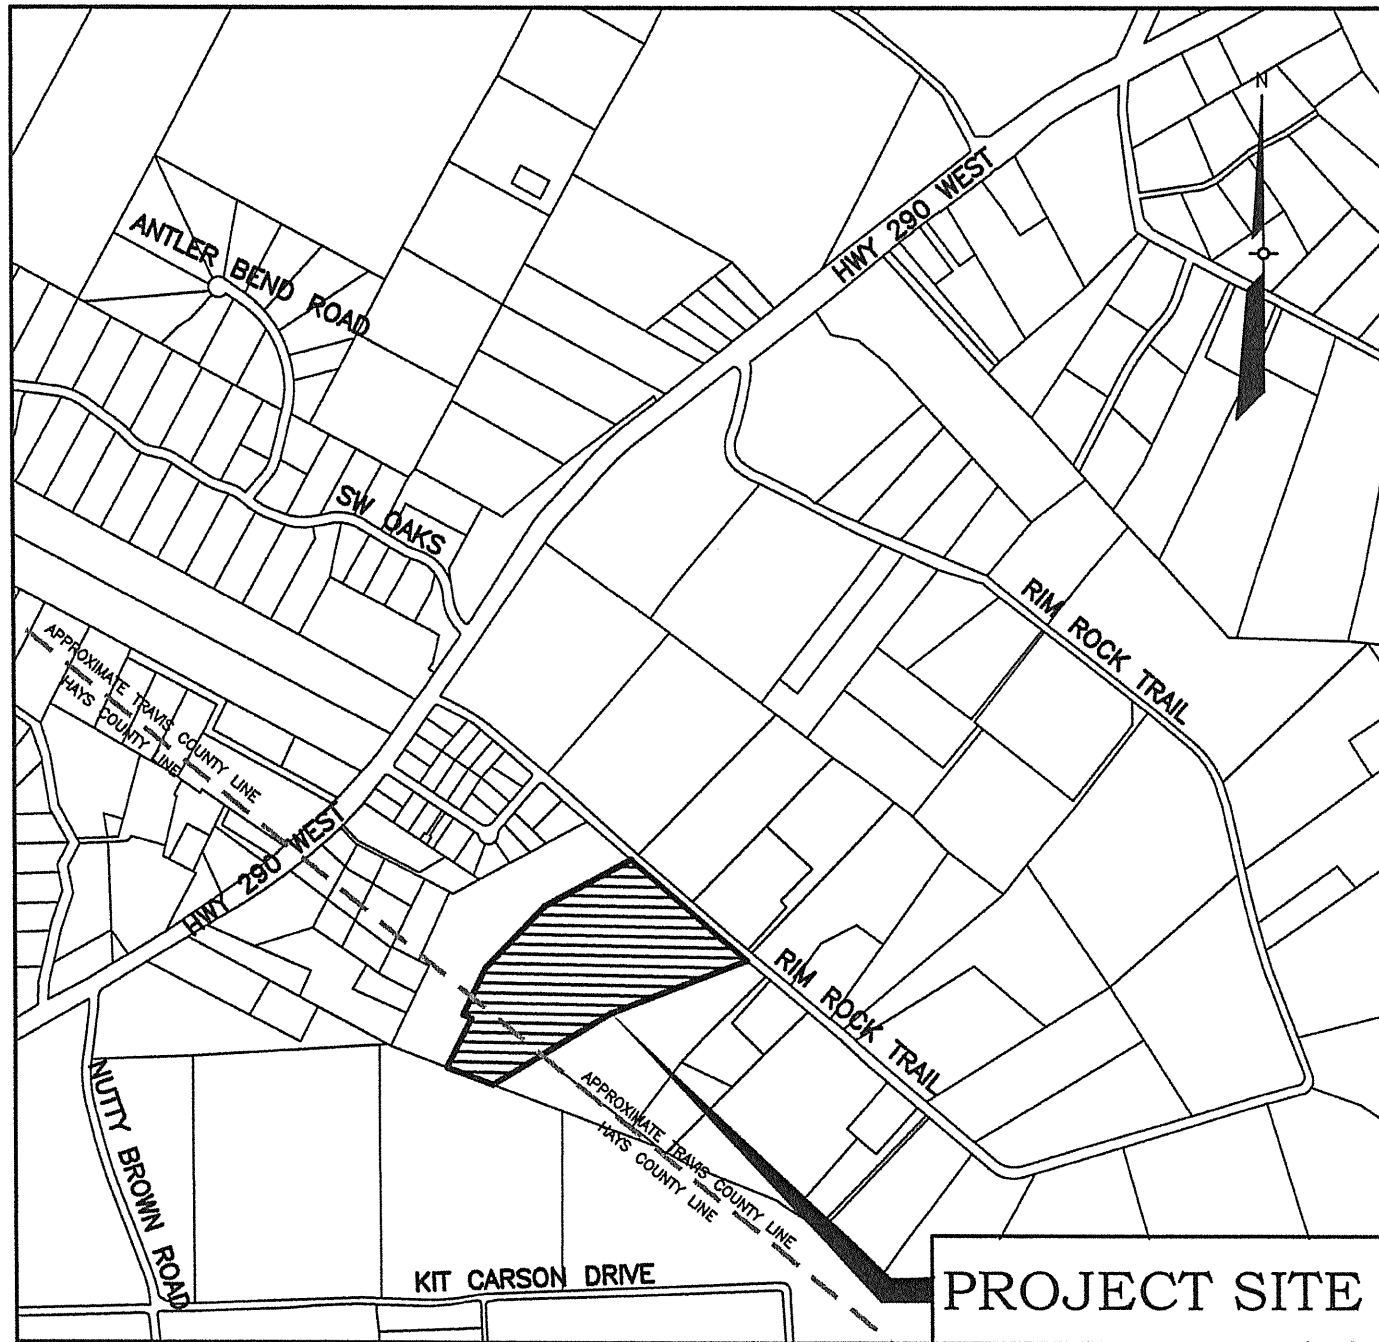 N
HWY 290 WEST
ANTLER BEND ROAD
SW OAKS
RIM ROCK TRAIL
APPROXIMATE TRAVIS COUNTY LINE
HAYS COUNTY LINE
HWY 290 WEST
RIM ROCK TRAIL
NUTTY BROWN ROAD
APPROXIMATE TRAVIS COUNTY LINE
HAYS COUNTY LINE
KIT CARSON DRIVE
PROJECT SITE